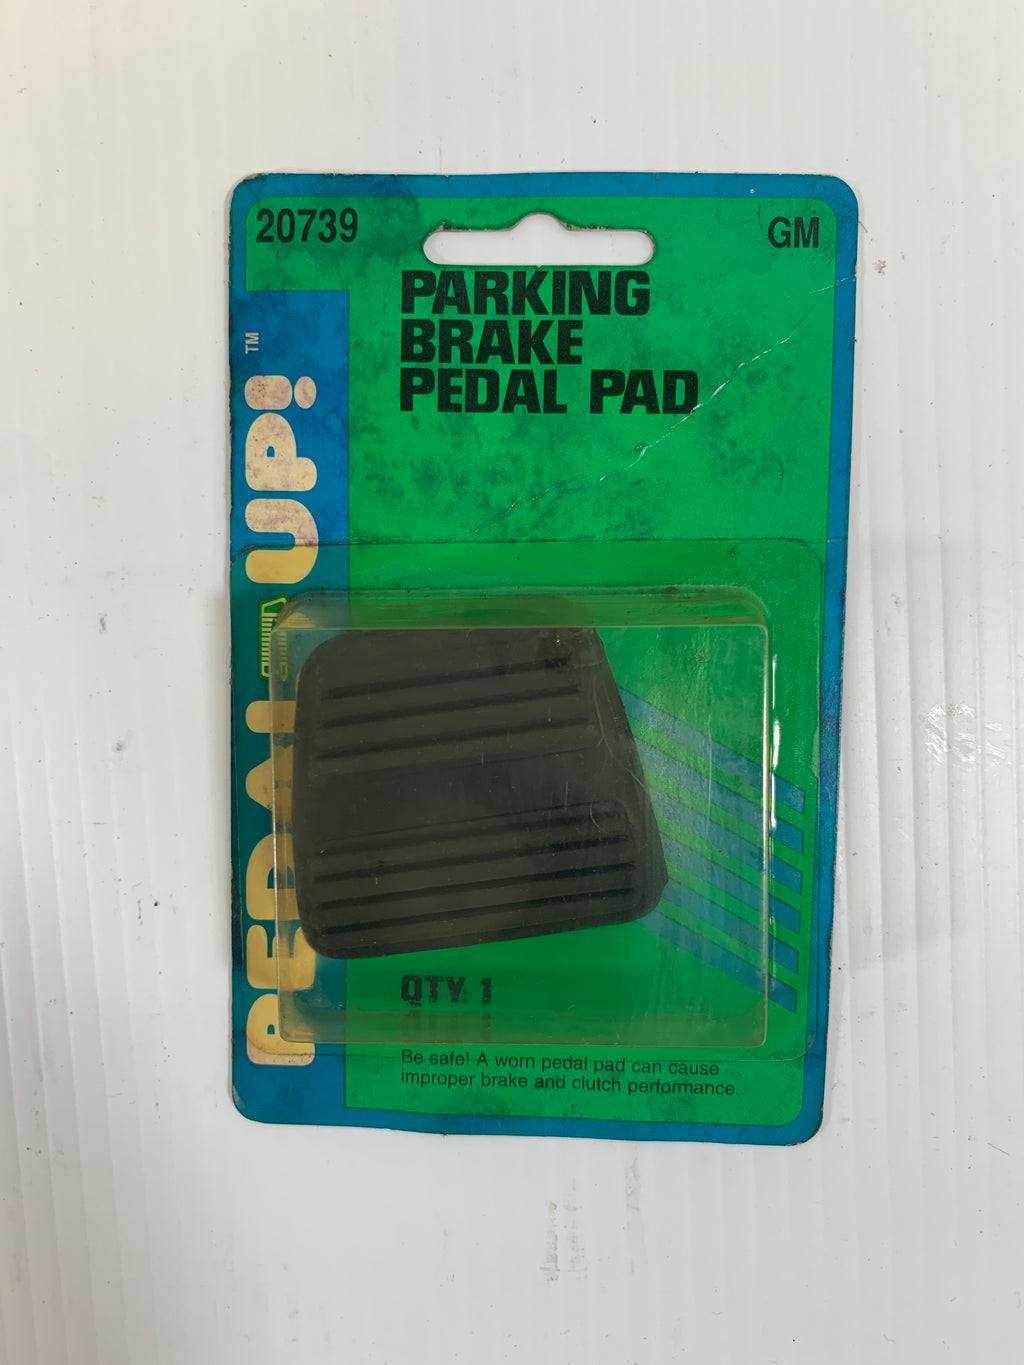 20739
GM
PARKING
BRAKE
PEDAL PAD
PEDAL UP!™
QTY. 1
Be safe! A worn pedal pad can cause
improper brake and clutch performance.